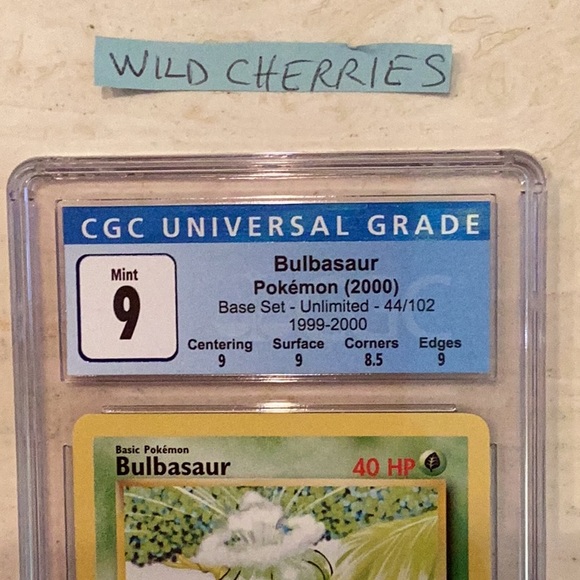 WILD CHERRIES
CGC UNIVERSAL GRADE
Mint
9
Bulbasaur
Pokémon (2000)
Base Set - Unlimited - 44/102
1999-2000
Centering Surface Corners Edges
9 9 8.5 9
Basic Pokémon
Bulbasaur 40 HP